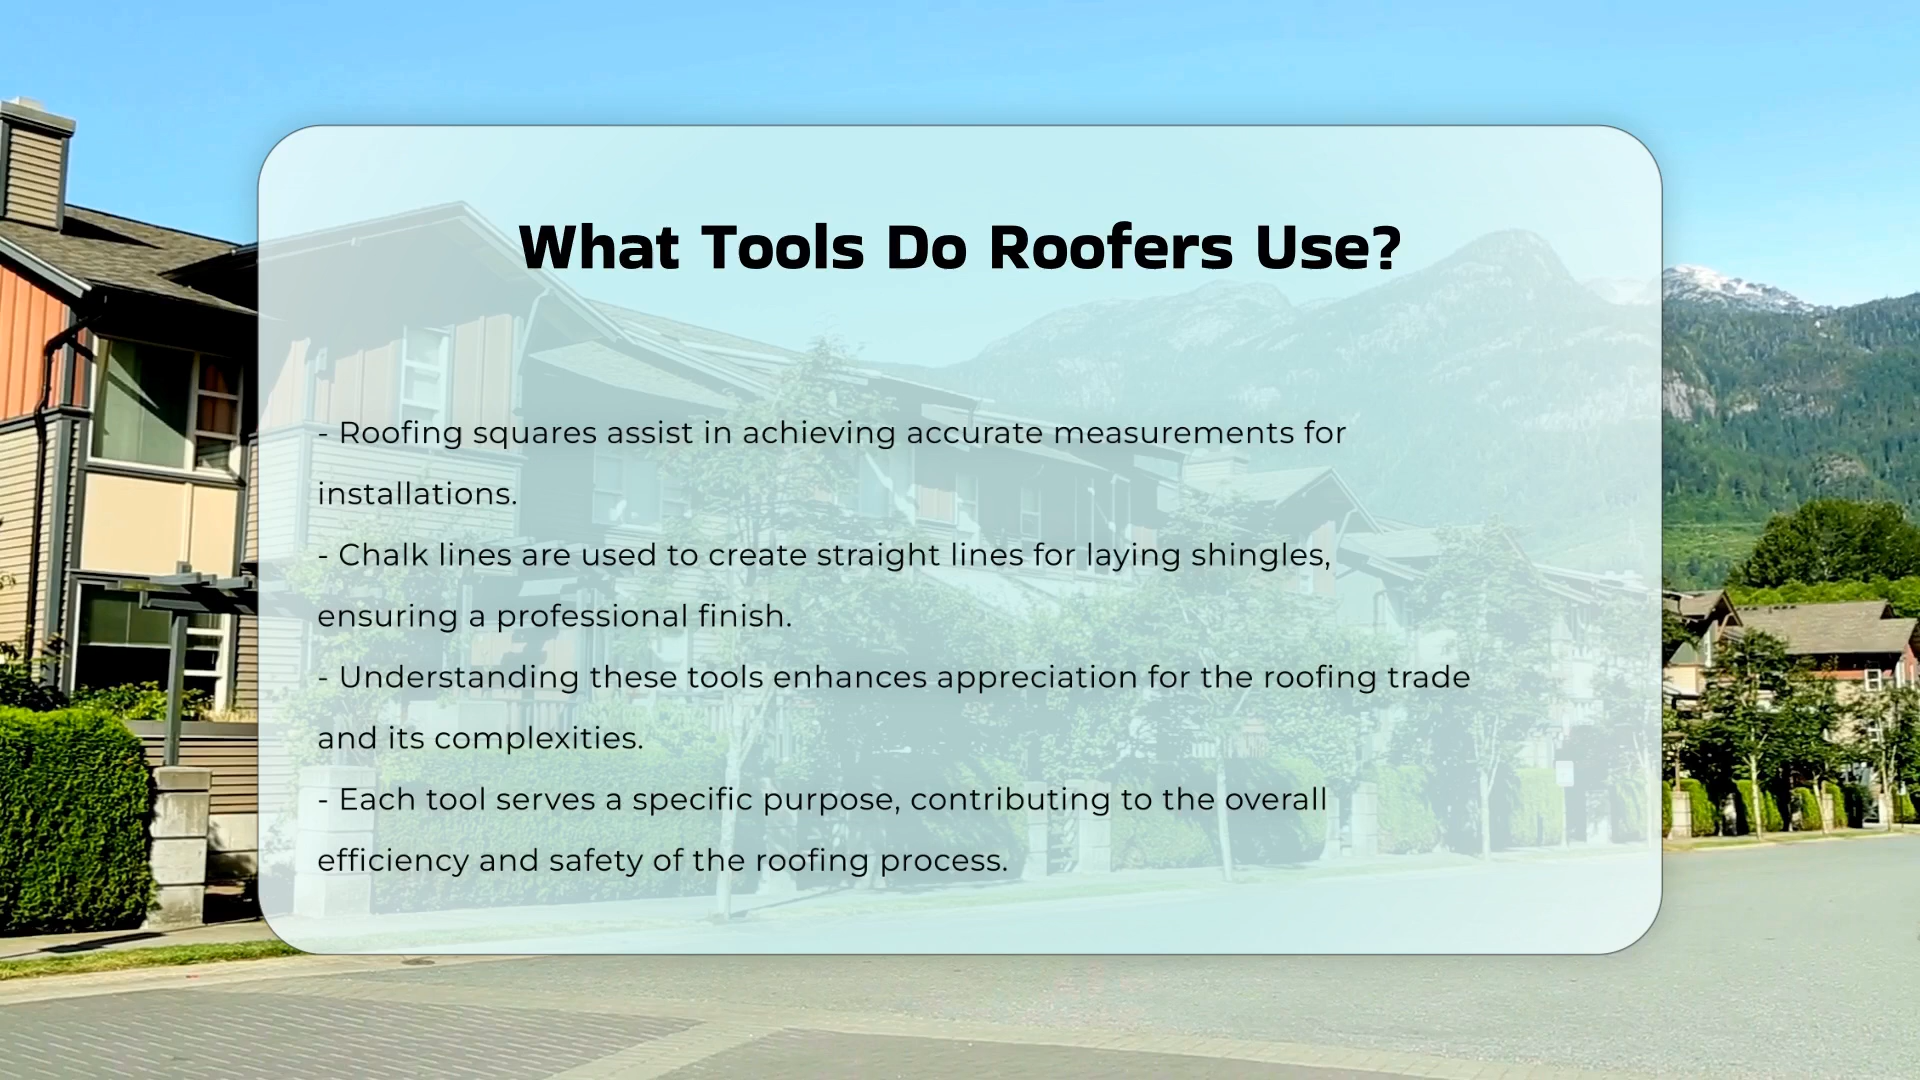 What Tools Do Roofers Use?
- Roofing squares assist in achieving accurate measurements for
installations.
- Chalk lines are used to create straight lines for laying shingles,
ensuring a professional finish.
- Understanding these tools enhances appreciation for the roofing trade
and its complexities.
- Each tool serves a specific purpose, contributing to the overall
efficiency and safety of the roofing process.